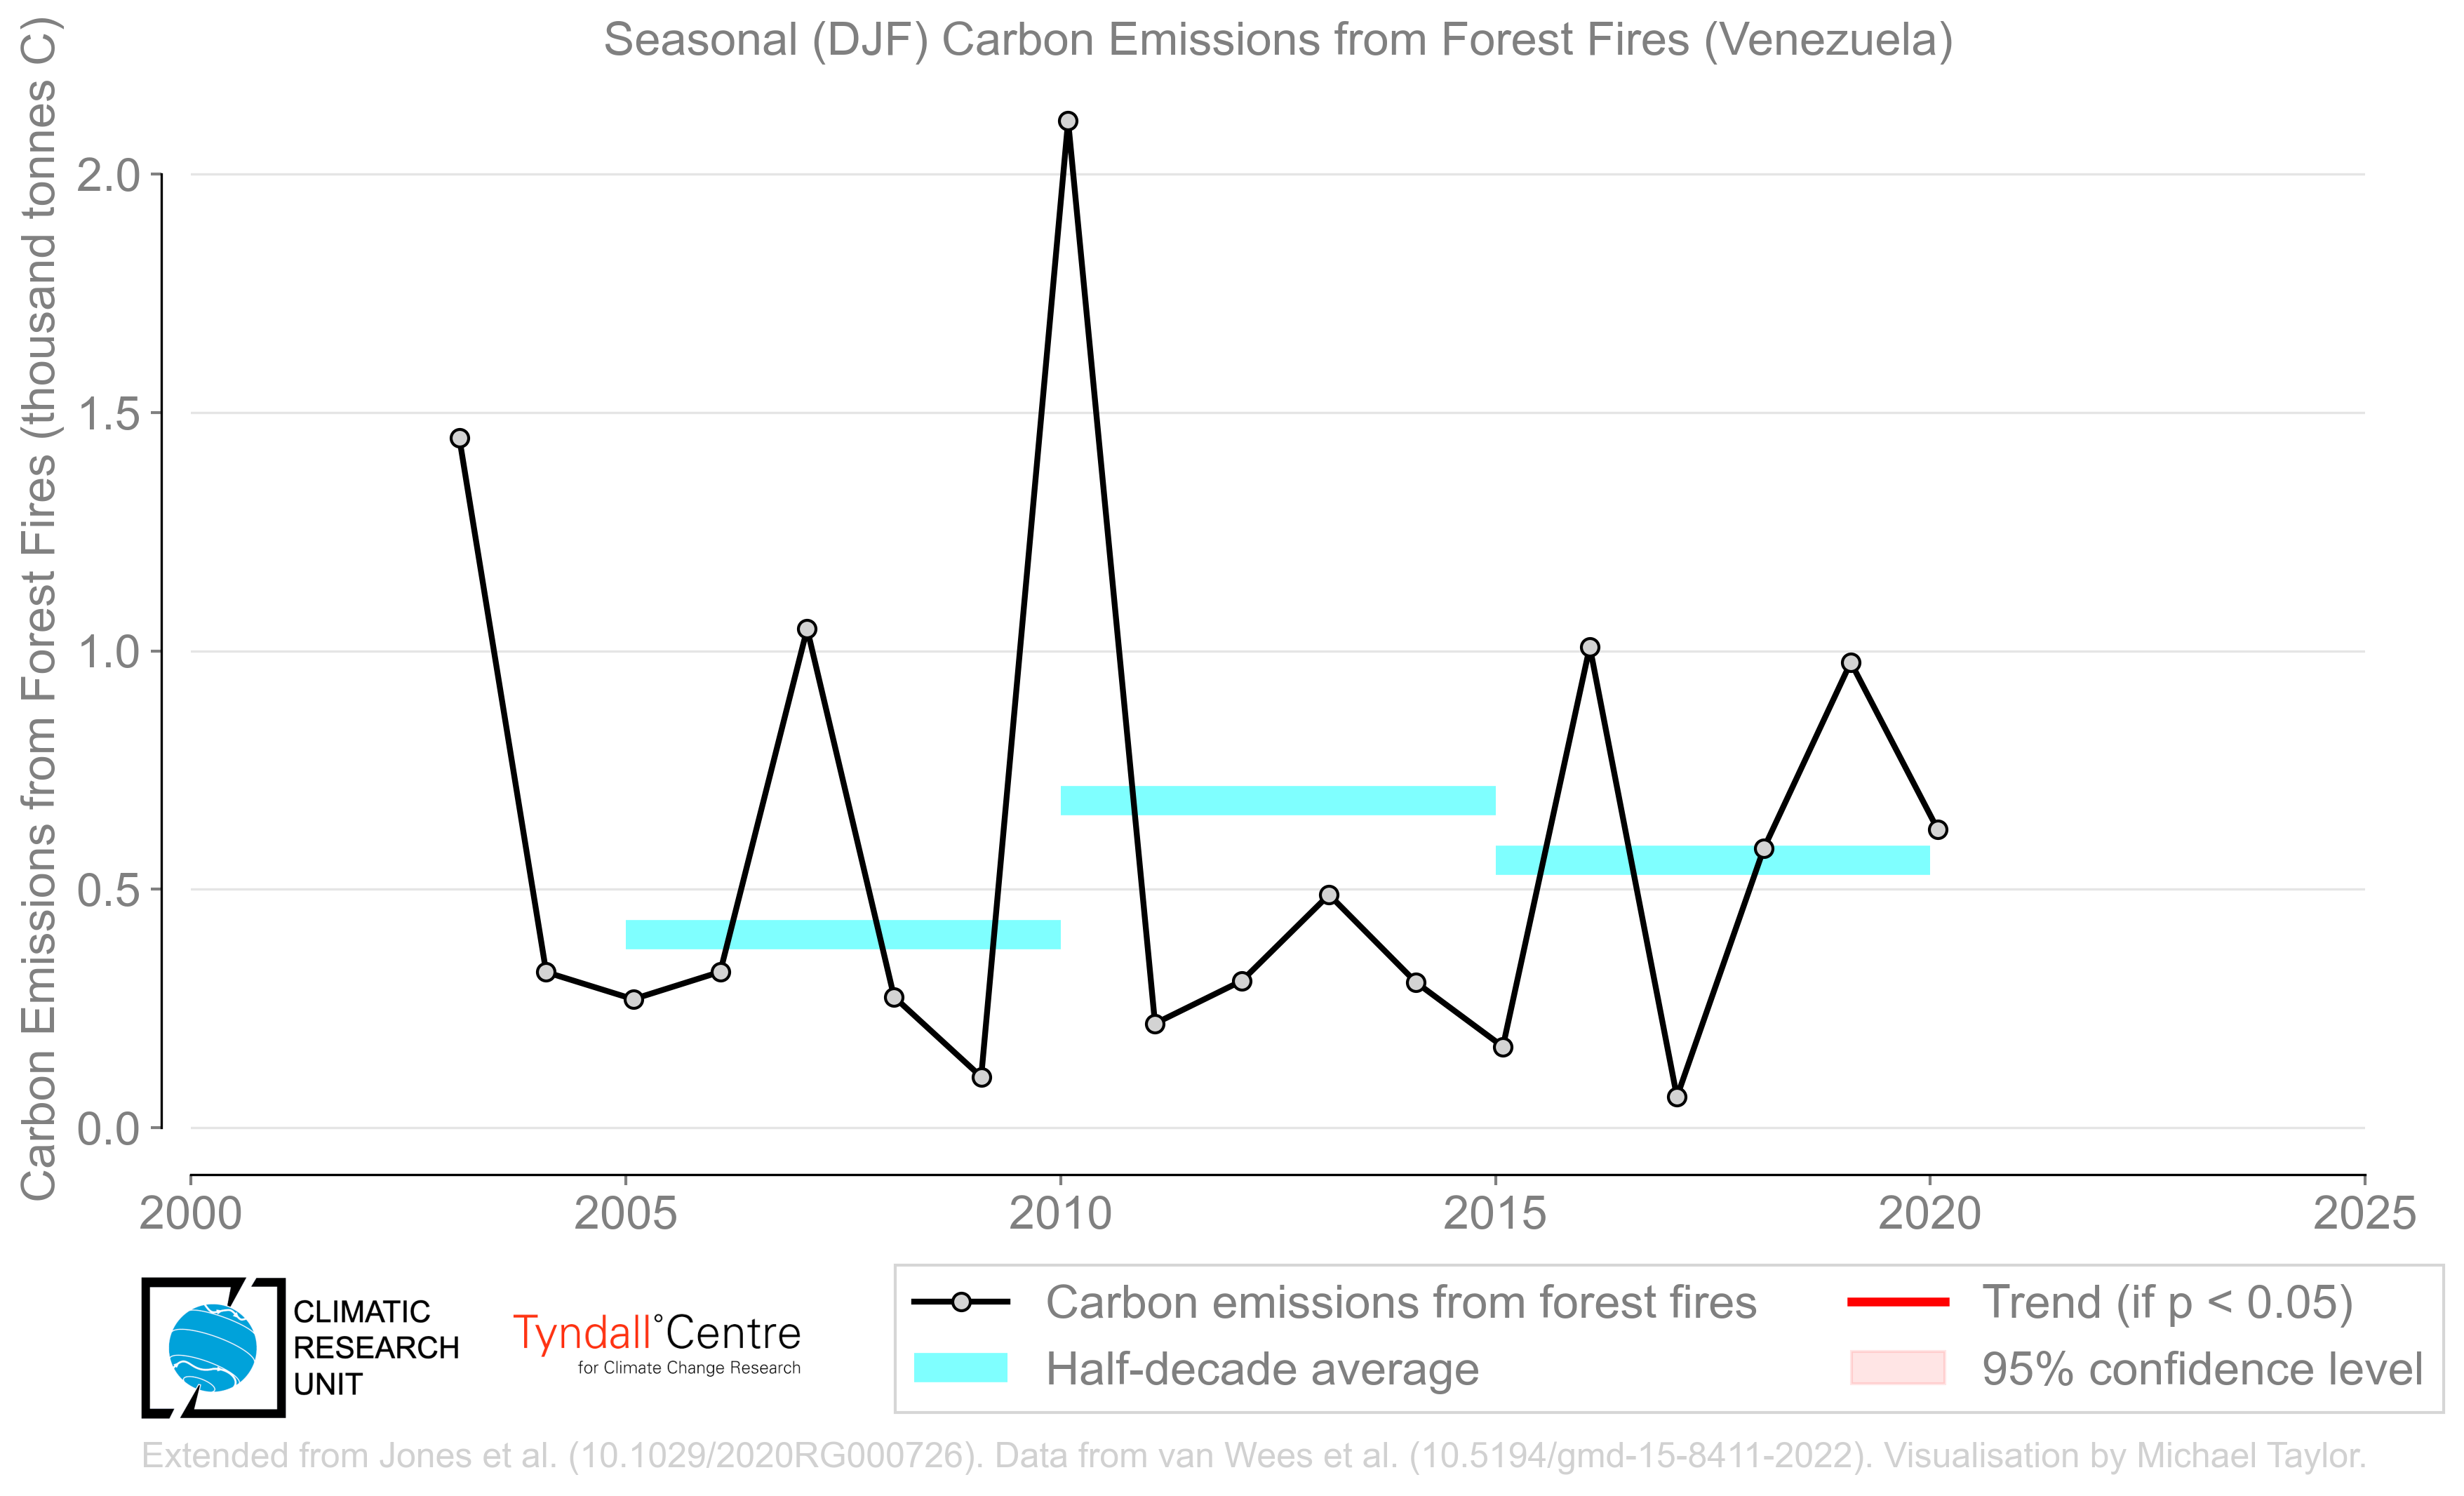 Seasonal (DJF) Carbon Emissions from Forest Fires (Venezuela)
Carbon Emissions from Forest Fires (thousand tonnes C)
2.0
1.5
1.0
0.5
0.0
2000 2005 2010 2015 2020 2025
CLIMATIC
RESEARCH
UNIT
Tyndall°Centre
for Climate Change Research
Carbon emissions from forest fires
Half-decade average
Trend (if p < 0.05)
95% confidence level
Extended from Jones et al. (10.1029/2020RG000726). Data from van Wees et al. (10.5194/gmd-15-8411-2022). Visualisation by Michael Taylor.